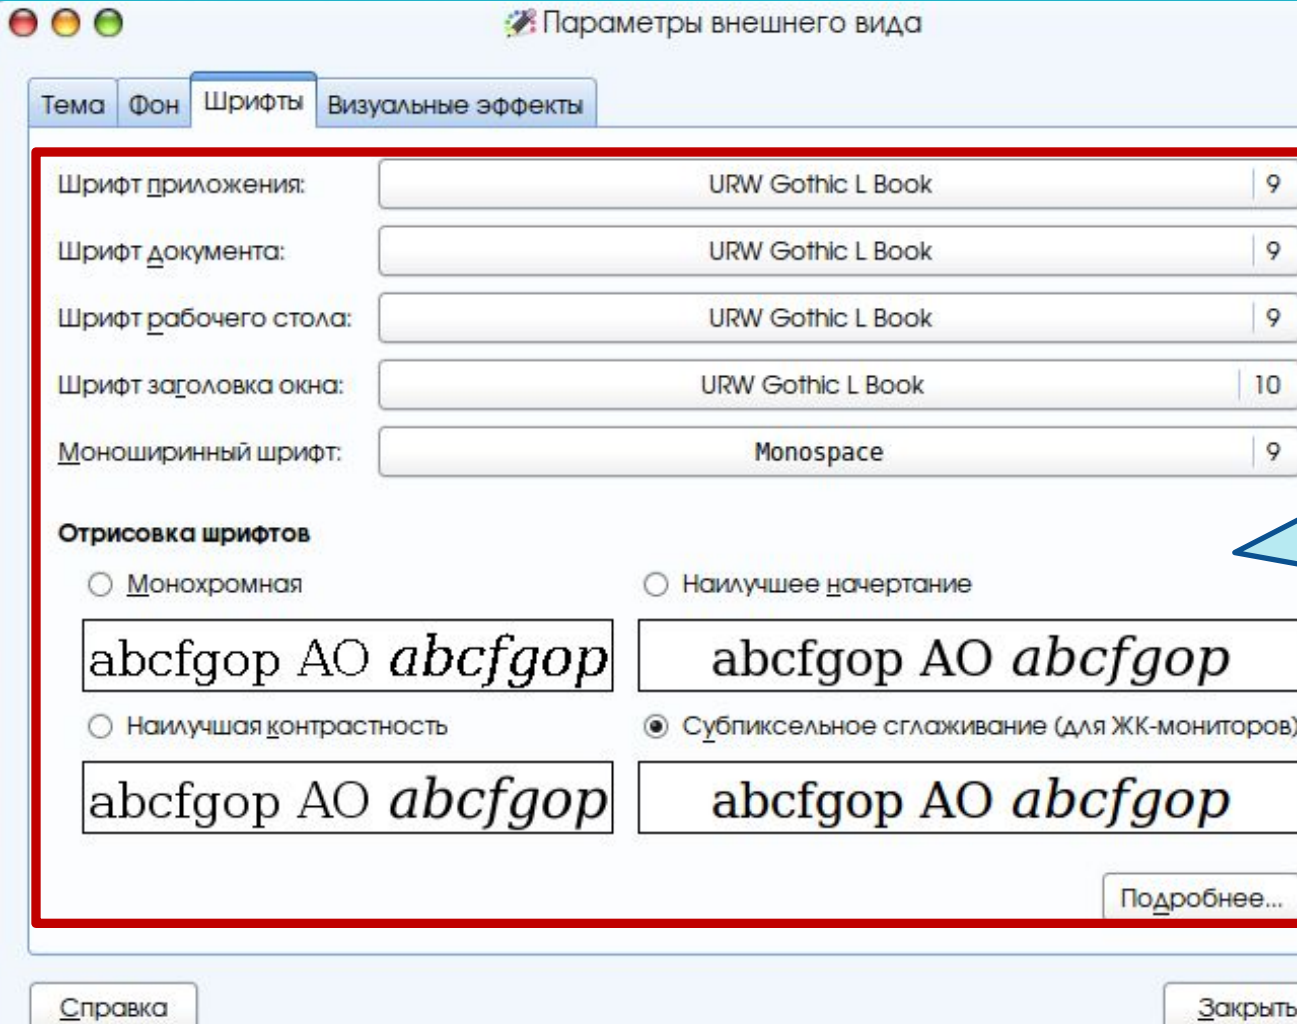 Параметры внешнего вида
Тема Фон Шрифты Визуальные эффекты
Шрифт приложения: URW Gothic L Book 9
Шрифт документа: URW Gothic L Book 9
Шрифт рабочего стола: URW Gothic L Book 9
Шрифт заголовка окна: URW Gothic L Book 10
Моноширинный шрифт: Monospace 9
Отрисовка шрифтов
Монохромная Наилучшее начертание
abcfgop AO abcfgop abcfgop AO abcfgop
Наилучшая контрастность Субпиксельное сглаживание (для ЖК-мониторов)
abcfgop AO abcfgop abcfgop AO abcfgop
Подробнее...
Справка Закрыть